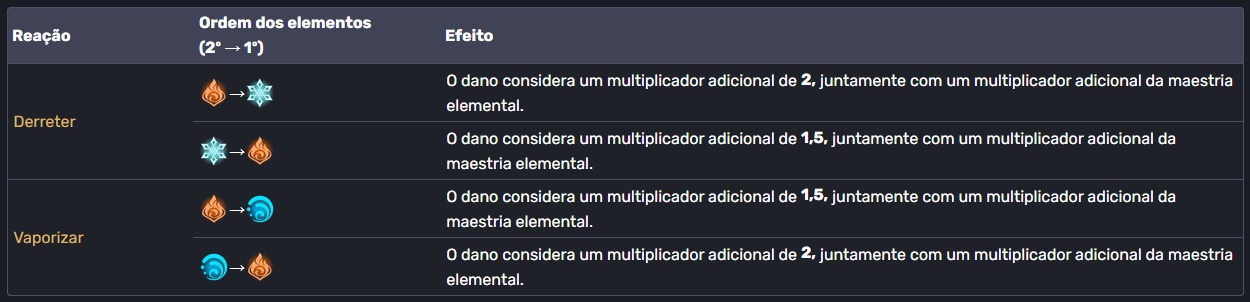 Reação
Ordem dos elementos
(2º → 1º)
Efeito
Derreter
→
O dano considera um multiplicador adicional de 2, juntamente com um multiplicador adicional da maestria
elemental.
→
O dano considera um multiplicador adicional de 1,5, juntamente com um multiplicador adicional da
maestria elemental.
Vaporizar
→
O dano considera um multiplicador adicional de 1,5, juntamente com um multiplicador adicional da
maestria elemental.
→
O dano considera um multiplicador adicional de 2, juntamente com um multiplicador adicional da maestria
elemental.